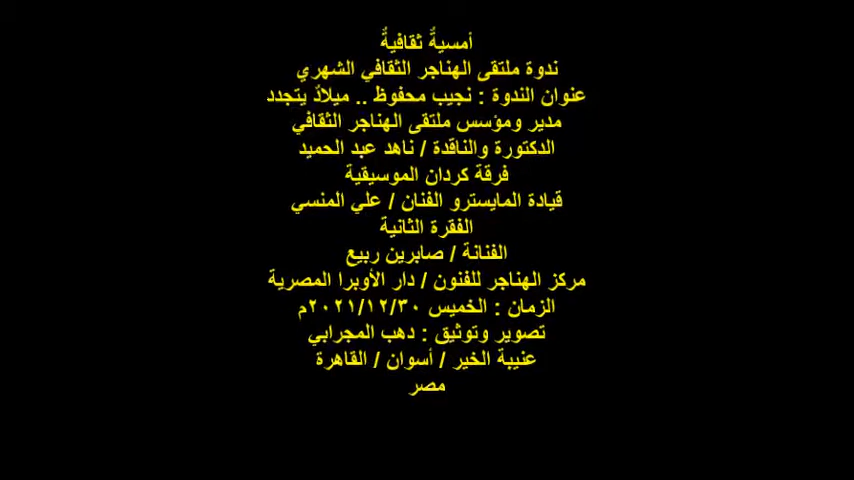 أمسيةٌ ثقافيةٌ
ندوة ملتقى الهناجر الثقافي الشهري
عنوان الندوة : نجيب محفوظ .. ميلادٌ يتجدد
مدير ومؤسس ملتقى الهناجر الثقافي
الدكتورة والناقدة / ناهد عبد الحميد
فرقة كردان الموسيقية
قيادة المايسترو الفنان / علي المنسي
الفقرة الثانية
الفنانة / صابرين ربيع
مركز الهناجر للفنون / دار الأوبرا المصرية
الزمان : الخميس ٢٠٢١/١٢/٣٠م
تصوير وتوثيق : دهب المجرابي
عنيبة الخير / أسوان / القاهرة
مصر